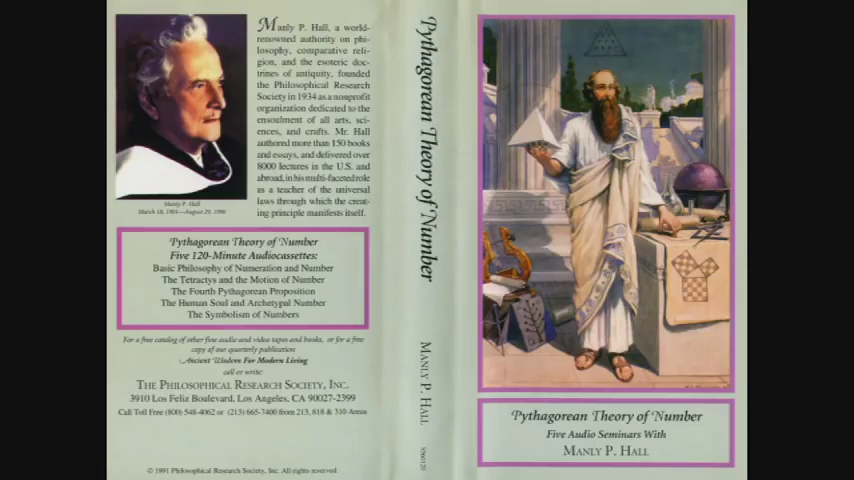 Manly P. Hall, a world-
renowned authority on phi-
losophy, comparative reli-
gion, and the esoteric doc-
trines of antiquity, founded
the Philosophical Research
Society in 1934 as a nonprofit
organization dedicated to the
ensoulment of all arts, sci-
ences, and crafts. Mr. Hall
authored more than 150 books
and essays, and delivered over
8000 lectures in the U.S. and
abroad, in his multi-faceted role
as a teacher of the universal
laws through which the creat-
ing principle manifests itself.
Manly P. Hall
March 18, 1901—August 29, 1990
Pythagorean Theory of Number
Five 120-Minute Audiocassettes:
Basic Philosophy of Numeration and Number
The Tetractys and the Motion of Number
The Fourth Pythagorean Proposition
The Human Soul and Archetypal Number
The Symbolism of Numbers
For a free catalog of other fine audio and video tapes and books, or for a free
copy of our quarterly publication
Ancient Wisdom For Modern Living
call or write:
THE PHILOSOPHICAL RESEARCH SOCIETY, INC.
3910 Los Feliz Boulevard, Los Angeles, CA 90027-2399
Call Toll Free (800) 548-4062 or (213) 665-7400 from 213, 818 & 310 Areas
© 1991 Philosophical Research Society, Inc. All rights reserved
Pythagorean Theory of Number
MANLY P. HALL
Pythagorean Theory of Number
Five Audio Seminars With
MANLY P. HALL